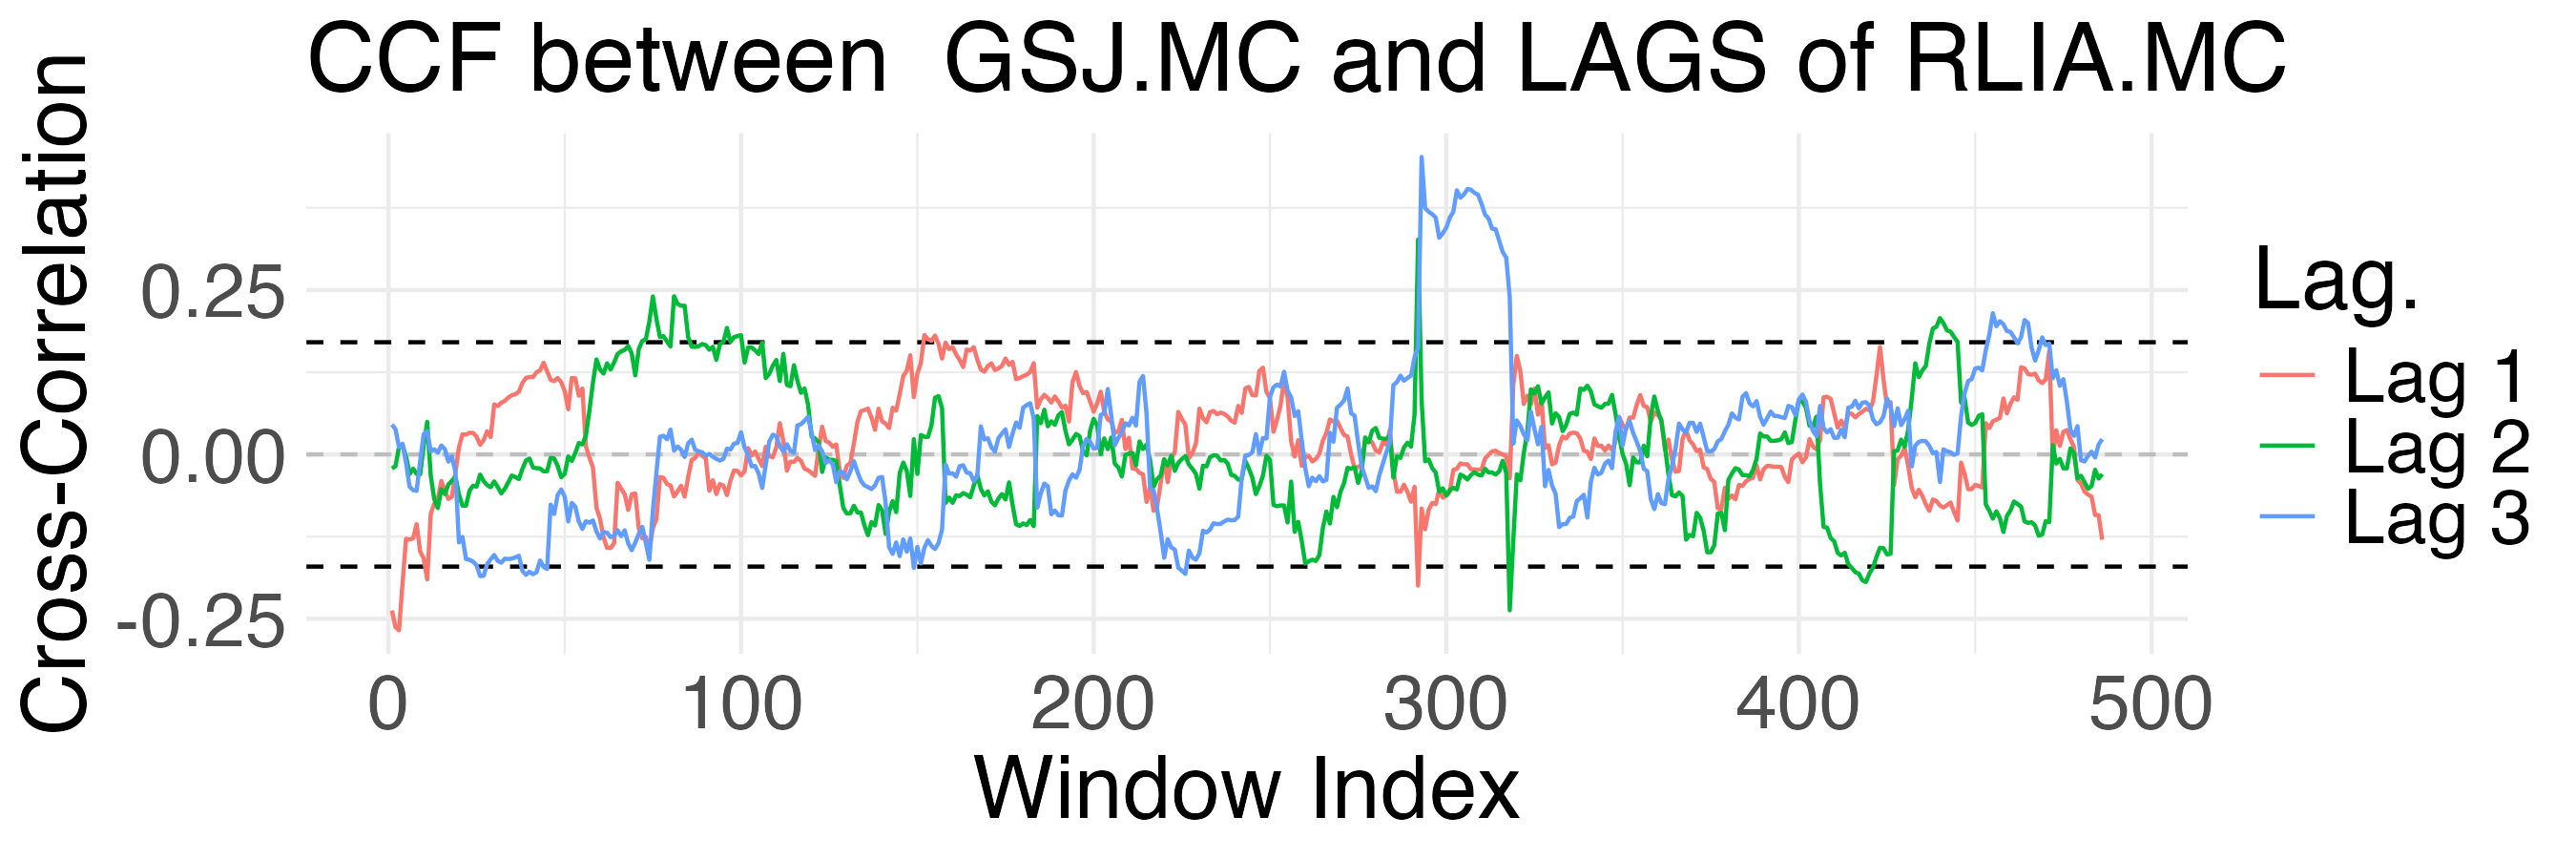 CCF between  GSJ.MC and LAGS of RLIA.MC
Cross-Correlation
0.25
0.00
-0.25
0 100 200 300 400 500
Window Index
Lag.
Lag 1
Lag 2
Lag 3